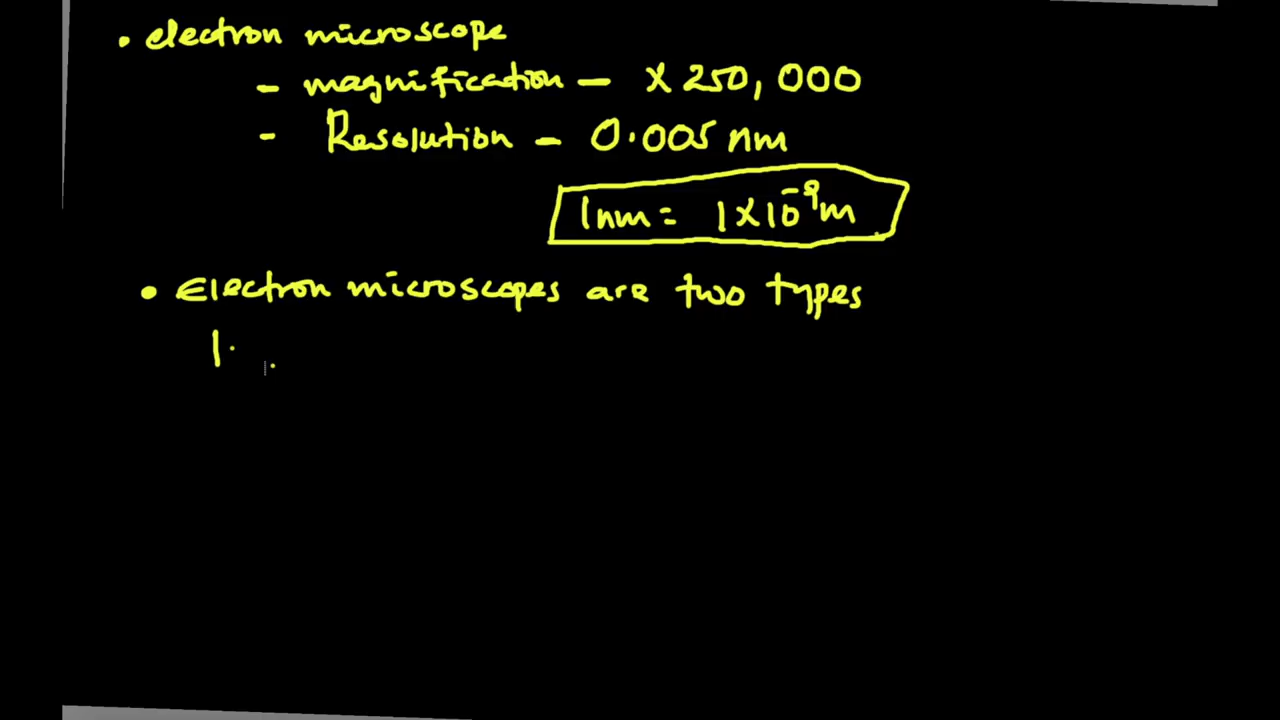 • electron microscope
- magnification - X 250,000
- Resolution - 0.005 nm
1nm = 1X10⁻⁹m
• Electron microscopes are two types
1.